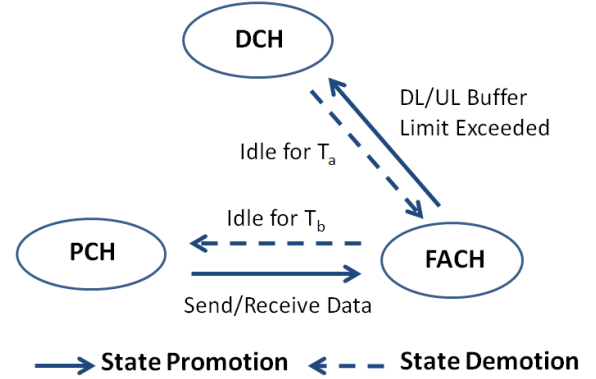 DCH
DL/UL Buffer
Limit Exceeded
Idle for Ta
Idle for Tb
PCH
FACH
Send/Receive Data
State Promotion
State Demotion